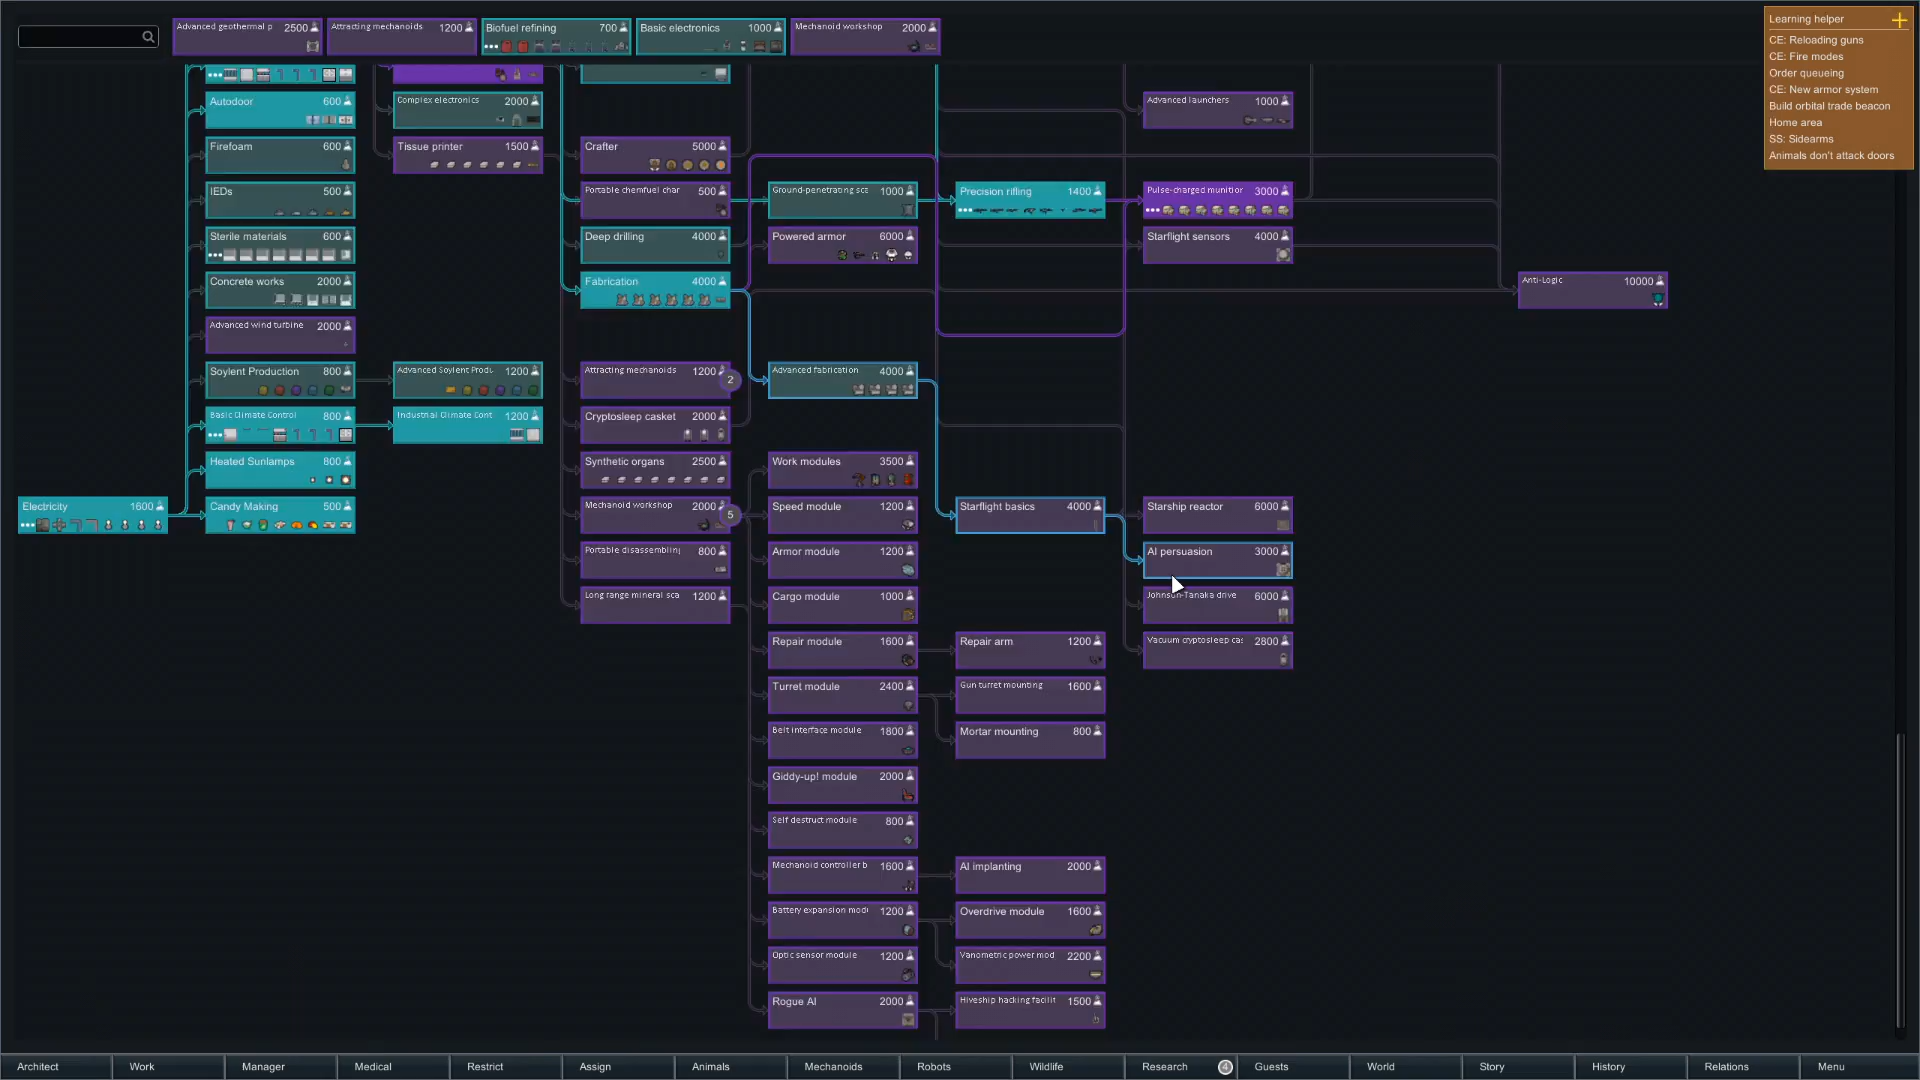 Advanced geothermal p 2500
Attracting mechanoids 1200
Biofuel refining 700
Basic electronics 1000
Mechanoid workshop 2000
Learning helper
CE: Reloading guns
CE: Fire modes
Order queueing
CE: New armor system
Build orbital trade beacon
Home area
SS: Sidearms
Animals don't attack doors
Autodoor 600
Complex electronics 2000
Advanced launchers 1000
Firefoam 600
Tissue printer 1500
Crafter 5000
IEDs 500
Portable chemfuel char 500
Ground-penetrating sca 1000
Precision rifling 1400
Pulse-charged munition 3000
Sterile materials 600
Deep drilling 4000
Powered armor 6000
Starflight sensors 4000
Concrete works 2000
Fabrication 4000
Anti-Logic 10000
Advanced wind turbine 2000
Soylent Production 800
Advanced Soylent Produ 1200
Attracting mechanoids 1200 2
Advanced fabrication 4000
Basic Climate Control 800
Industrial Climate Cont 1200
Cryptosleep casket 2000
Heated Sunlamps 800
Synthetic organs 2500
Work modules 3500
Electricity 1600
Candy Making 500
Mechanoid workshop 2000 5
Speed module 1200
Starflight basics 4000
Starship reactor 6000
Portable disassembling 800
Armor module 1200
AI persuasion 3000
Long range mineral sca 1200
Cargo module 1000
Johnson-Tanaka drive 6000
Repair module 1600
Repair arm 1200
Vacuum cryptosleep cas 2800
Turret module 2400
Gun turret mounting 1600
Belt interface module 1800
Mortar mounting 800
Giddy-up! module 2000
Self destruct module 800
Mechanoid controller b 1600
AI implanting 2000
Battery expansion modu 1200
Overdrive module 1600
Optic sensor module 1200
Vanometric power mod 2200
Rogue AI 2000
Hiveship hacking facilit 1500
Architect
Work
Manager
Medical
Restrict
Assign
Animals
Mechanoids
Robots
Wildlife
Research 4
Guests
World
Story
History
Relations
Menu